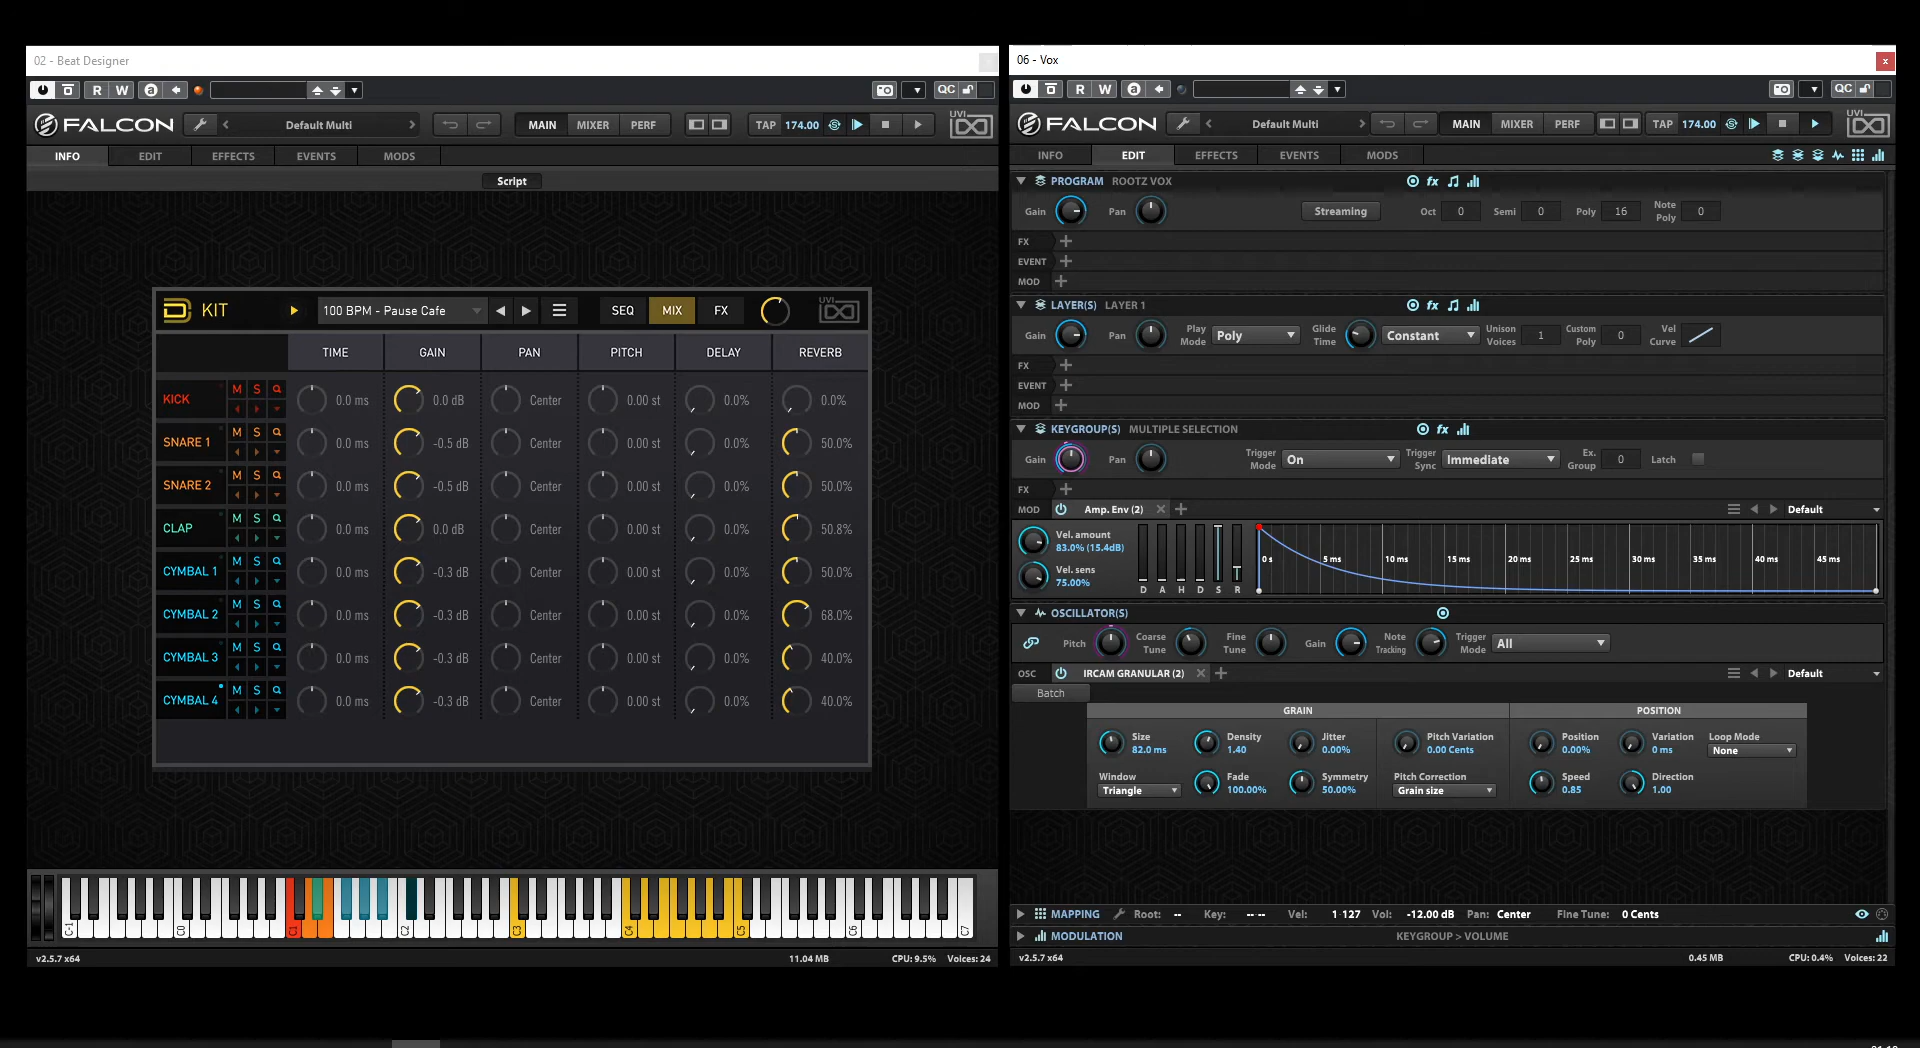 02 - Beat Designer
R W a QC
FALCON Default Multi MAIN MIXER PERF TAP 174.00 UVI
INFO EDIT EFFECTS EVENTS MODS
Script
KIT 100 BPM - Pause Cafe SEQ MIX FX UVI
TIME GAIN PAN PITCH DELAY REVERB
KICK M S 0.0 ms 0.0 dB Center 0.00 st 0.0% 0.0%
SNARE 1 M S 0.0 ms -0.5 dB Center 0.00 st 0.0% 50.0%
SNARE 2 M S 0.0 ms -0.5 dB Center 0.00 st 0.0% 50.0%
CLAP M S 0.0 ms 0.0 dB Center 0.00 st 0.0% 50.8%
CYMBAL 1 M S 0.0 ms -0.3 dB Center 0.00 st 0.0% 50.0%
CYMBAL 2 M S 0.0 ms -0.3 dB Center 0.00 st 0.0% 68.0%
CYMBAL 3 M S 0.0 ms -0.3 dB Center 0.00 st 0.0% 40.0%
CYMBAL 4 M S 0.0 ms -0.3 dB Center 0.00 st 0.0% 40.0%
C-1 C0 C1 C2 C3 C4 C5 C6 C7
v2.5.7 x64 11.04 MB CPU: 9.5% Voices: 24
06 - Vox
R W a QC
FALCON Default Multi MAIN MIXER PERF TAP 174.00 UVI
INFO EDIT EFFECTS EVENTS MODS
PROGRAM ROOTZ VOX fx
Gain Pan Streaming Oct 0 Semi 0 Poly 16 Note Poly 0
FX
EVENT
MOD
LAYER(S) LAYER 1 fx
Gain Pan Play Mode Poly Glide Time Constant Unison Voices 1 Custom Poly 0 Vel Curve
FX
EVENT
MOD
KEYGROUP(S) MULTIPLE SELECTION fx
Gain Pan Trigger Mode On Trigger Sync Immediate Ex. Group 0 Latch
FX
MOD Amp. Env (2) Default
Vel. amount
83.0% (15.4dB)
Vel. sens
75.00%
D A H D S R
0 s 5 ms 10 ms 15 ms 20 ms 25 ms 30 ms 35 ms 40 ms 45 ms
OSCILLATOR(S)
Pitch Coarse Tune Fine Tune Gain Note Tracking Trigger Mode All
OSC IRCAM GRANULAR (2) Default
Batch
GRAIN POSITION
Size Density Jitter Pitch Variation Position Variation Loop Mode
82.0 ms 1.40 0.00% 0.00 Cents 0.00% 0 ms None
Window Fade Symmetry Pitch Correction Speed Direction
Triangle 100.00% 50.00% Grain size 0.85 1.00
MAPPING Root: -- Key: -- -- Vel: 1 127 Vol: -12.00 dB Pan: Center Fine Tune: 0 Cents
MODULATION KEYGROUP > VOLUME
v2.5.7 x64 0.45 MB CPU: 0.4% Voices: 22